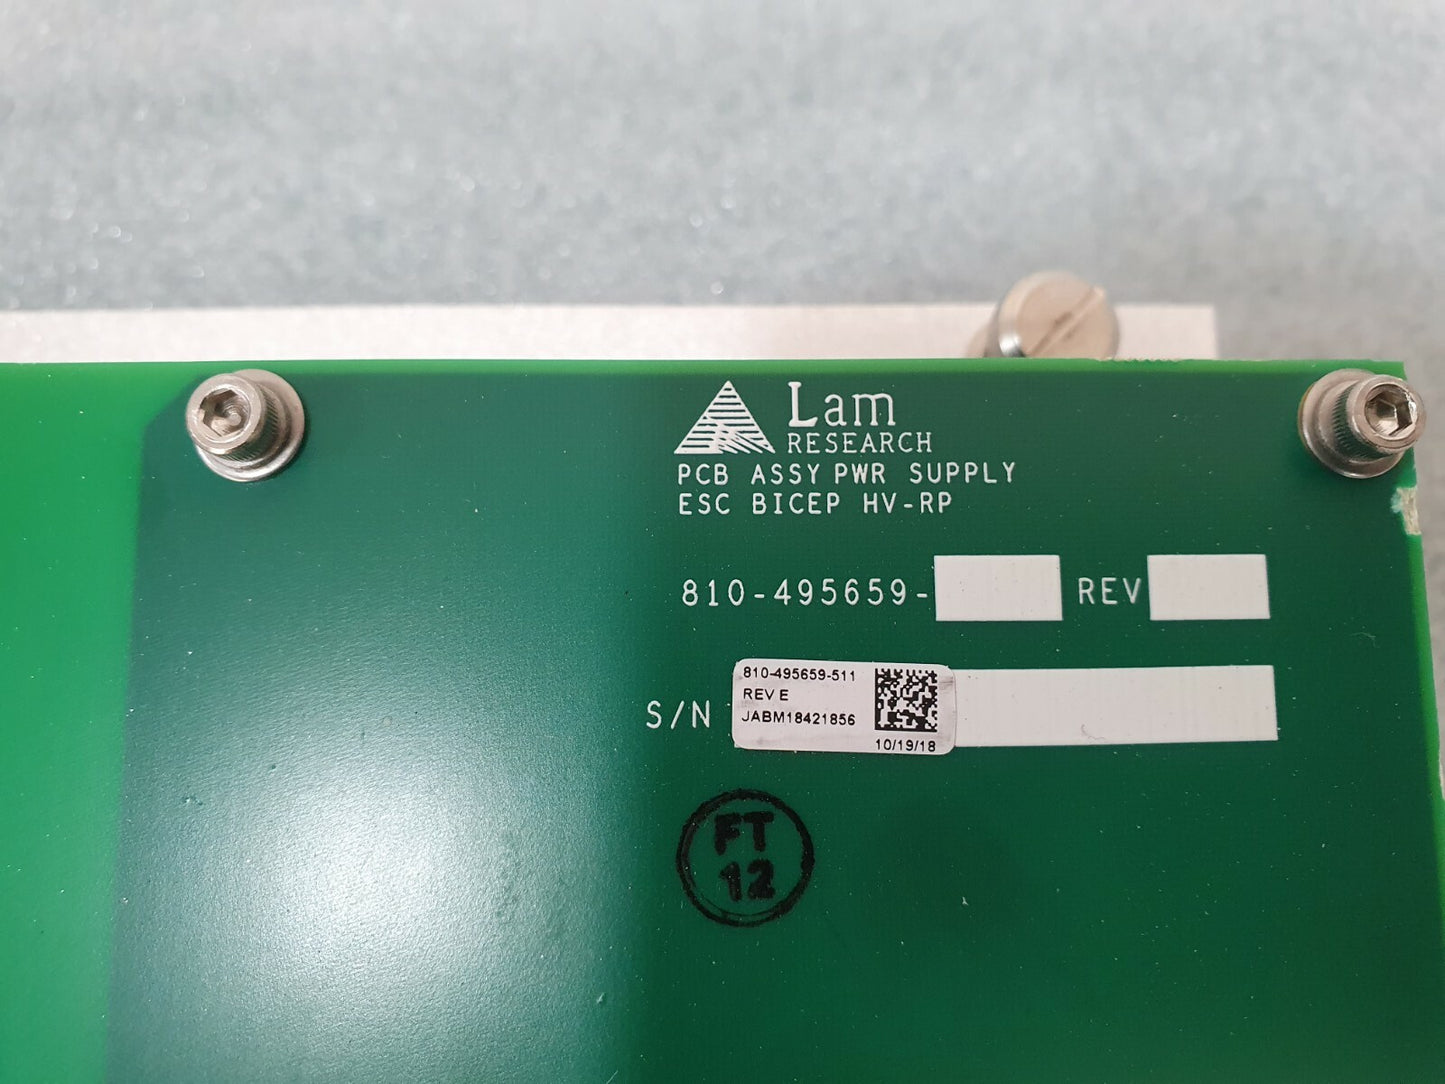 Lam
RESEARCH
PCB ASSY PWR SUPPLY
ESC BICEP HV-RP
810-495659-
REV
S/N
810-495659-511
REV E
JABM18421856
10/19/18
FT
12